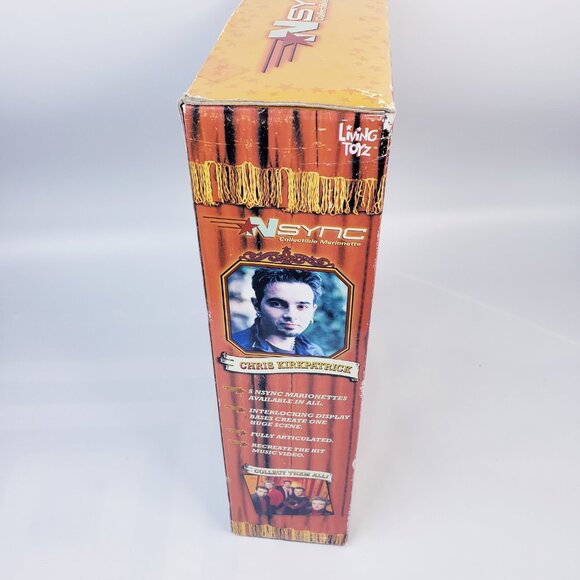 NSYNC
LiViNG
TOYZ
NSYNC
Collectible Marionette
CHRIS KIRKPATRICK
5 NSYNC MARIONETTES
AVAILABLE IN ALL.
INTERLOCKING DISPLAY
BASES CREATE ONE
HUGE SCENE.
FULLY ARTICULATED.
RECREATE THE HIT
MUSIC VIDEO.
COLLECT THEM ALL!